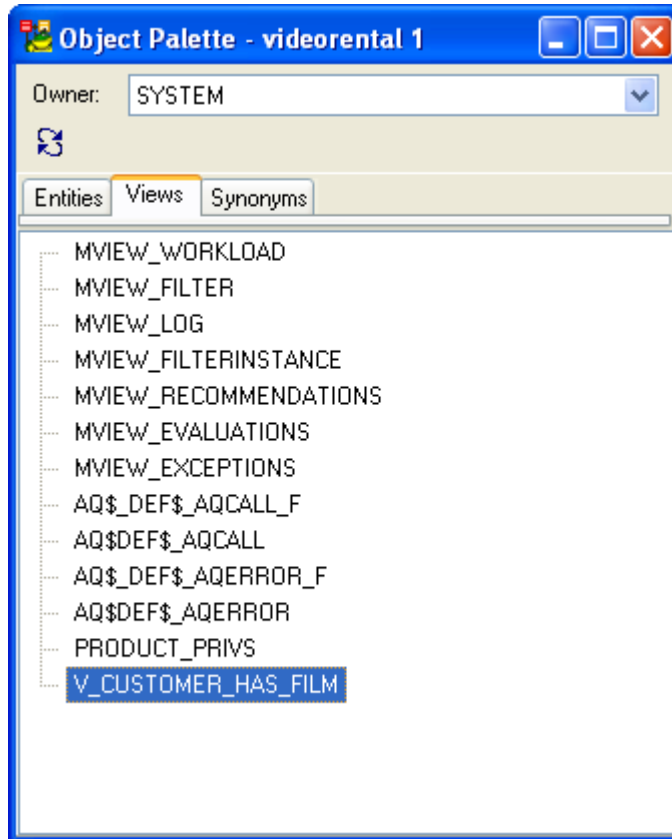 Object Palette - videorental 1
Owner: SYSTEM
Entities Views Synonyms
MVIEW_WORKLOAD
MVIEW_FILTER
MVIEW_LOG
MVIEW_FILTERINSTANCE
MVIEW_RECOMMENDATIONS
MVIEW_EVALUATIONS
MVIEW_EXCEPTIONS
AQ$_DEF$_AQCALL_F
AQ$DEF$_AQCALL
AQ$_DEF$_AQERROR_F
AQ$DEF$_AQERROR
PRODUCT_PRIVS
V_CUSTOMER_HAS_FILM